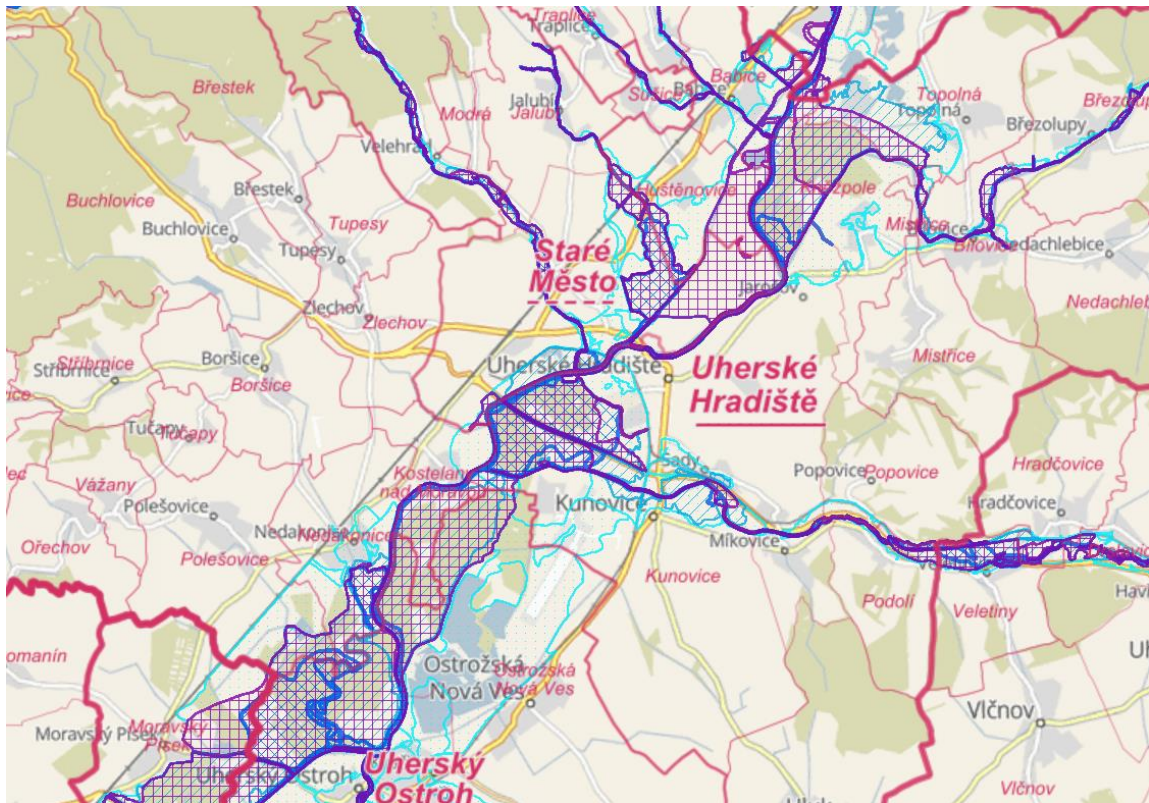 Traplice
Traplice
Břestek
Modrá
Jalubí
Jalubí
Sušice
Babice
Babice
Topolná
Topolná
Březolupy
Březolupy
Velehrad
Břestek
Buchlovice
Buchlovice
Tupesy
Tupesy
Huštěnovice
Kněžpole
Mistřice
Bílovice
Nedachlebice
Staré
Město
Jarošov
Zlechov
Zlechov
Stříbrnice
Stříbrnice
Boršice
Boršice
Uherské Hradiště
Uherské
Hradiště
Mistřice
Tučapy
Tučapy
Vážany
Polešovice
Polešovice
Kostelany
nad Moravou
Sady
Popovice
Popovice
Hradčovice
Hradčovice
Kunovice
Kunovice
Nedakonice
Nedakonice
Ořechov
Míkovice
Podolí
Veletiny
Ostrožská
Nová Ves
Ostrožská
Nová Ves
Vlčnov
Vlčnov
Moravský Písek
Moravský
Písek
Uherský Ostroh
Uherský
Ostroh